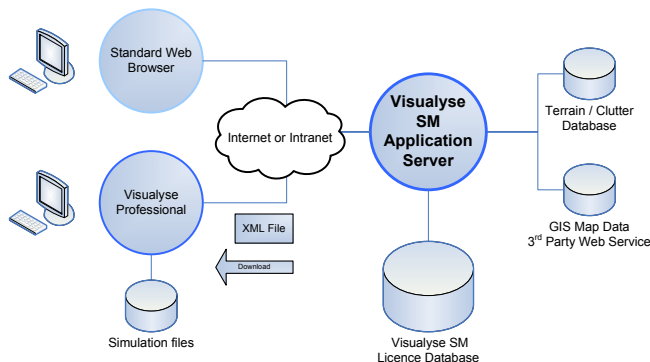 Standard Web
Browser
Internet or Intranet
Visualyse
SM
Application
Server
Terrain / Clutter
Database
Visualyse
Professional
XML File
Download
GIS Map Data
3rd Party Web Service
Simulation files
Visualyse SM
Licence Database